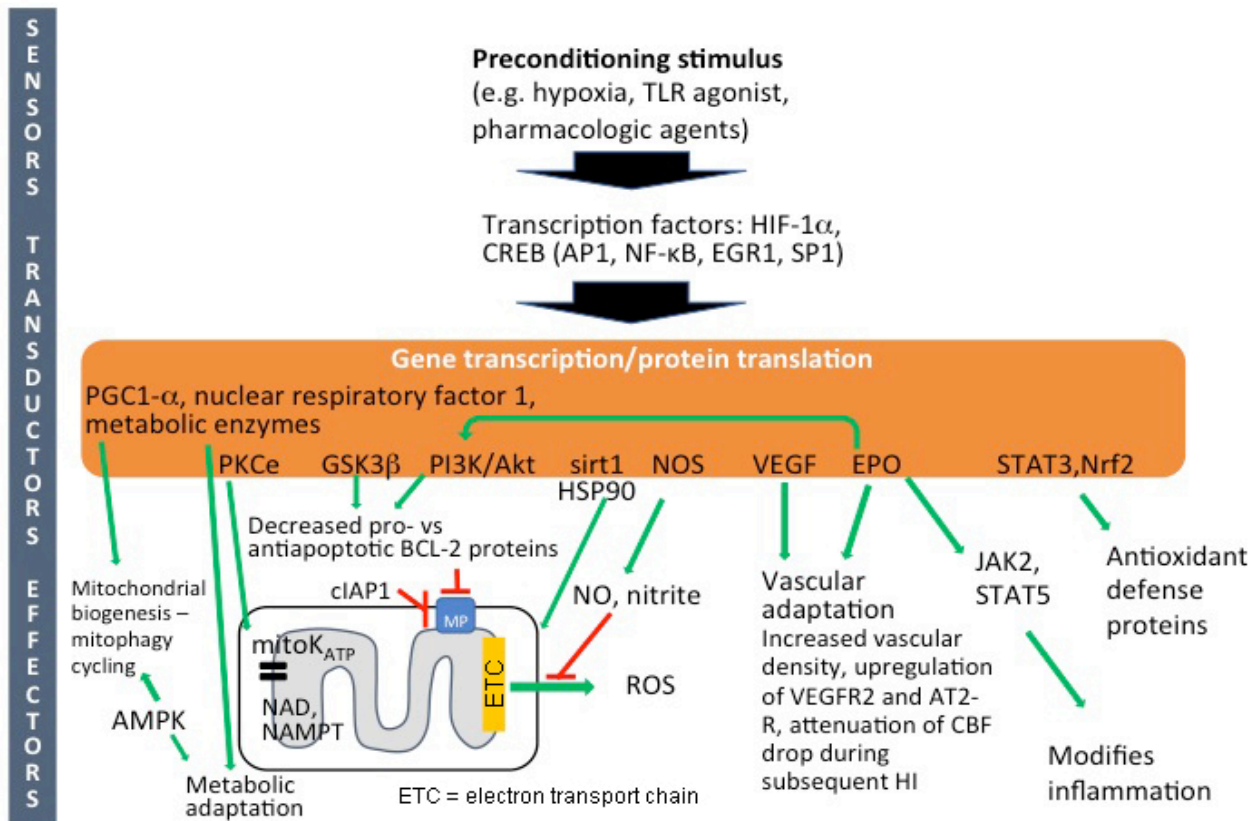 SENSORS TRANSDUCTORS EFFECTORS
Preconditioning stimulus
(e.g. hypoxia, TLR agonist,
pharmacologic agents)
Transcription factors: HIF-1α,
CREB (AP1, NF-κB, EGR1, SP1)
Gene transcription/protein translation
PGC1-α, nuclear respiratory factor 1,
metabolic enzymes
PKCe GSK3β PI3K/Akt sirt1 NOS VEGF EPO STAT3,Nrf2
HSP90
Decreased pro- vs
antiapoptotic BCL-2 proteins
Mitochondrial
biogenesis –
mitophagy
cycling
AMPK
Metabolic
adaptation
cIAP1
MP
mitoKATP
NAD,
NAMPT
ETC
ROS
NO, nitrite
Vascular
adaptation
Increased vascular
density, upregulation
of VEGFR2 and AT2-
R, attenuation of CBF
drop during
subsequent HI
JAK2,
STAT5
Modifies
inflammation
Antioxidant
defense
proteins
ETC = electron transport chain